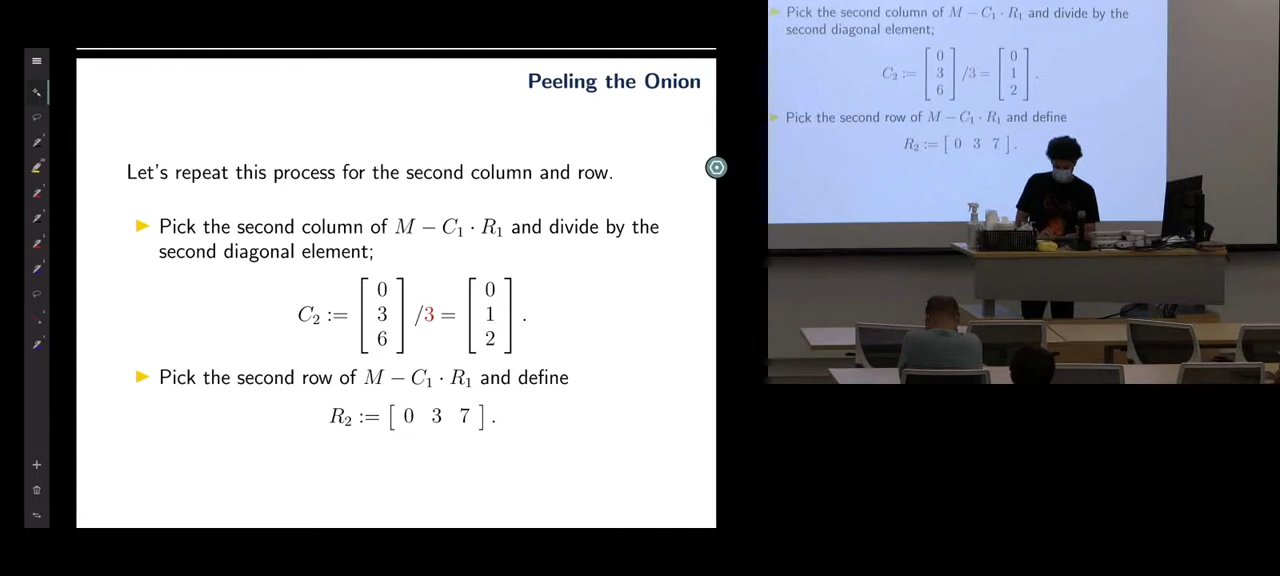 Peeling the Onion
Let's repeat this process for the second column and row.
► Pick the second column of M − C₁ · R₁ and divide by the
second diagonal element;
C₂ := [ 0 3 6 ] /3 = [ 0 1 2 ] .
► Pick the second row of M − C₁ · R₁ and define
R₂ := [ 0 3 7 ] .
► Pick the second column of M − C₁ · R₁ and divide by the
second diagonal element;
C₂ := [ 0 3 6 ] /3 = [ 0 1 2 ] .
► Pick the second row of M − C₁ · R₁ and define
R₂ := [ 0 3 7 ] .